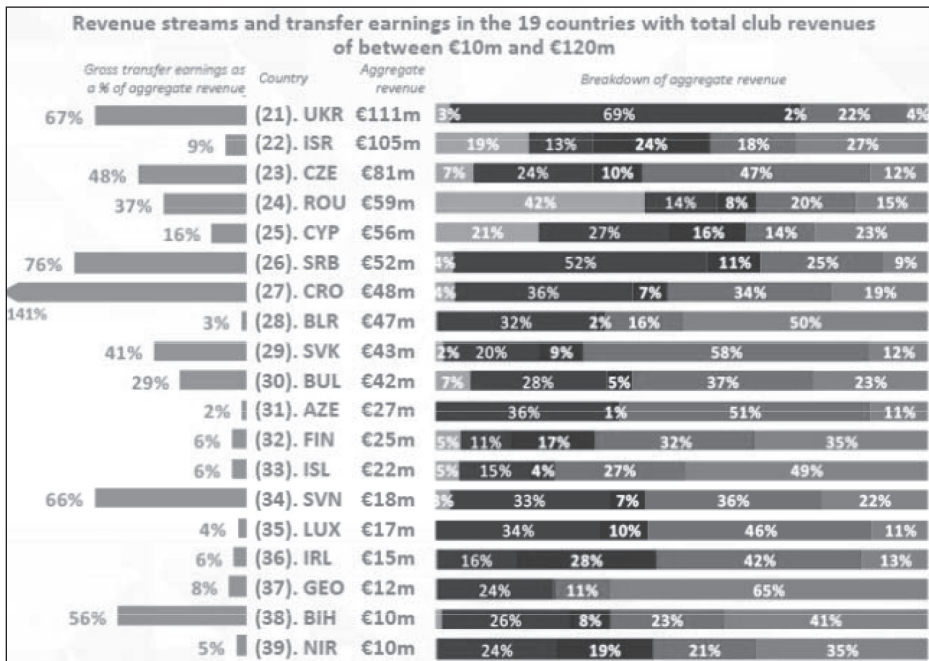 Revenue streams and transfer earnings in the 19 countries with total club revenues
of between €10m and €120m
Gross transfer earnings as
a % of aggregate revenue
Country
Aggregate
revenue
Breakdown of aggregate revenue
67% (21). UKR €111m 3% 69% 2% 22% 4%
9% (22). ISR €105m 19% 13% 24% 18% 27%
48% (23). CZE €81m 7% 24% 10% 47% 12%
37% (24). ROU €59m 42% 14% 8% 20% 15%
16% (25). CYP €56m 21% 27% 16% 14% 23%
76% (26). SRB €52m 4% 52% 11% 25% 9%
(27). CRO €48m 4% 36% 7% 34% 19%
141%
3% (28). BLR €47m 32% 2% 16% 50%
41% (29). SVK €43m 2% 20% 9% 58% 12%
29% (30). BUL €42m 7% 28% 5% 37% 23%
2% (31). AZE €27m 36% 1% 51% 11%
6% (32). FIN €25m 5% 11% 17% 32% 35%
6% (33). ISL €22m 5% 15% 4% 27% 49%
66% (34). SVN €18m 3% 33% 7% 36% 22%
4% (35). LUX €17m 34% 10% 46% 11%
6% (36). IRL €15m 16% 28% 42% 13%
8% (37). GEO €12m 24% 11% 65%
56% (38). BIH €10m 26% 8% 23% 41%
5% (39). NIR €10m 24% 19% 21% 35%